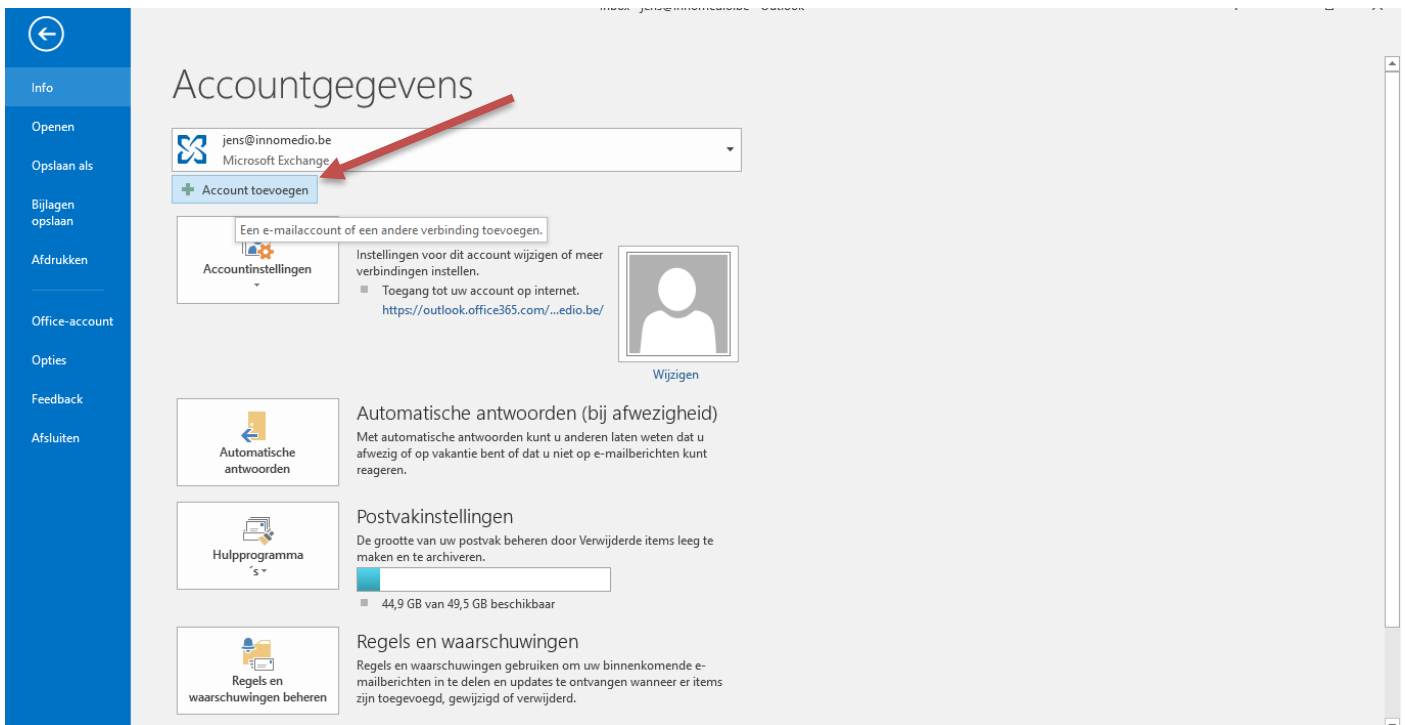 Info
Openen
Opslaan als
Bijlagen
opslaan
Afdrukken
Office-account
Opties
Feedback
Afsluiten
Accountgegevens
jens@innomedio.be
Microsoft Exchange
Account toevoegen
Een e-mailaccount of een andere verbinding toevoegen.
Accountinstellingen
Instellingen voor dit account wijzigen of meer
verbindingen instellen.
Toegang tot uw account op internet.
https://outlook.office365.com/...edio.be/
Wijzigen
Automatische
antwoorden
Automatische antwoorden (bij afwezigheid)
Met automatische antwoorden kunt u anderen laten weten dat u
afwezig of op vakantie bent of dat u niet op e-mailberichten kunt
reageren.
Hulpprogramma
´s
Postvakinstellingen
De grootte van uw postvak beheren door Verwijderde items leeg te
maken en te archiveren.
44,9 GB van 49,5 GB beschikbaar
Regels en
waarschuwingen beheren
Regels en waarschuwingen
Regels en waarschuwingen gebruiken om uw binnenkomende e-
mailberichten in te delen en updates te ontvangen wanneer er items
zijn toegevoegd, gewijzigd of verwijderd.